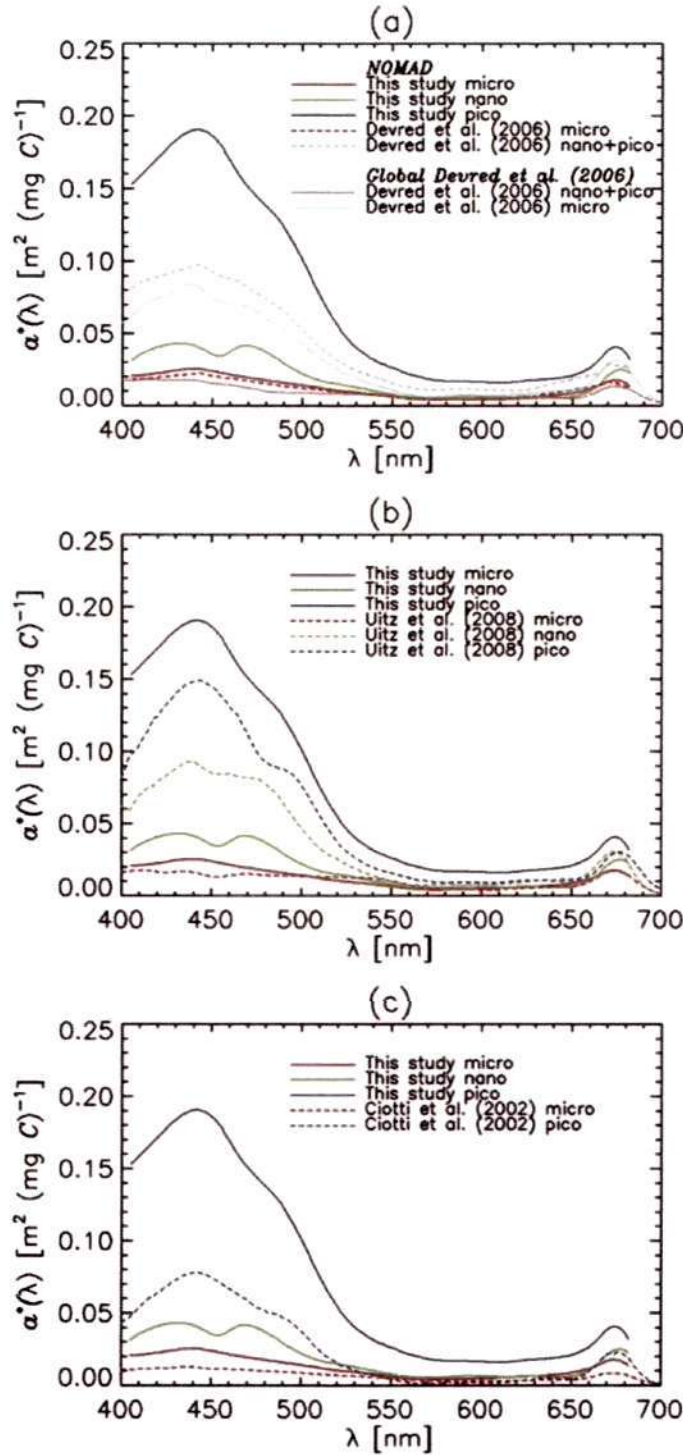 (a)
0.25
0.20
0.15
0.10
0.05
0.00
α*(λ) [m² (mg C)⁻¹]
NOMAD
This study micro
This study nano
This study pico
Devred et al. (2006) micro
Devred et al. (2006) nano+pico
Global Devred et al. (2006)
Devred et al. (2006) nano+pico
Devred et al. (2006) micro
400 450 500 550 600 650 700
λ [nm]
(b)
0.25
0.20
0.15
0.10
0.05
0.00
α*(λ) [m² (mg C)⁻¹]
This study micro
This study nano
This study pico
Uitz et al. (2008) micro
Uitz et al. (2008) nano
Uitz et al. (2008) pico
400 450 500 550 600 650 700
λ [nm]
(c)
0.25
0.20
0.15
0.10
0.05
0.00
α*(λ) [m² (mg C)⁻¹]
This study micro
This study nano
This study pico
Ciotti et al. (2002) micro
Ciotti et al. (2002) pico
400 450 500 550 600 650 700
λ [nm]